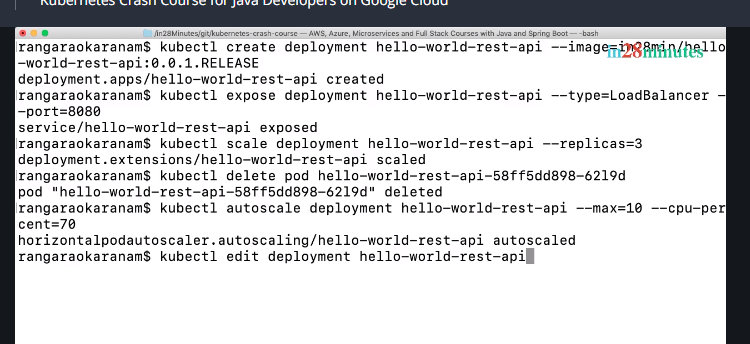 Kubernetes Crash Course for Java Developers on Google Cloud
/in28Minutes/git/kubernetes-crash-course — AWS, Azure, Microservices and Full Stack Courses with Java and Spring Boot — -bash
rangaraokaranam$ kubectl create deployment hello-world-rest-api --image=in28min/hello
-world-rest-api:0.0.1.RELEASE
in28minutes
deployment.apps/hello-world-rest-api created
rangaraokaranam$ kubectl expose deployment hello-world-rest-api --type=LoadBalancer -
-port=8080
service/hello-world-rest-api exposed
rangaraokaranam$ kubectl scale deployment hello-world-rest-api --replicas=3
deployment.extensions/hello-world-rest-api scaled
rangaraokaranam$ kubectl delete pod hello-world-rest-api-58ff5dd898-62l9d
pod "hello-world-rest-api-58ff5dd898-62l9d" deleted
rangaraokaranam$ kubectl autoscale deployment hello-world-rest-api --max=10 --cpu-per
cent=70
horizontalpodautoscaler.autoscaling/hello-world-rest-api autoscaled
rangaraokaranam$ kubectl edit deployment hello-world-rest-api